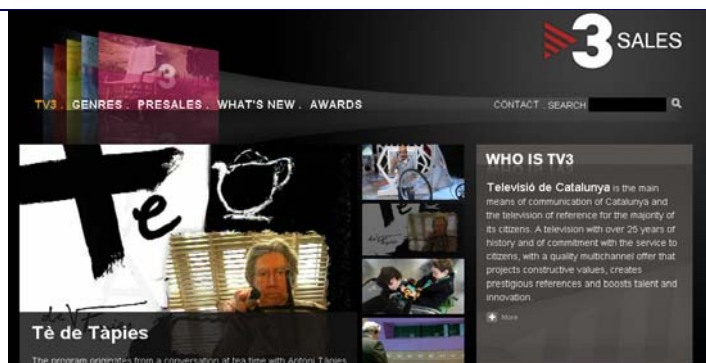 3 SALES
3
TV3 . GENRES . PRESALES . WHAT'S NEW . AWARDS
CONTACT . SEARCH
Te
de
WHO IS TV3
Televisió de Catalunya is the main
means of communication of Catalunya and
the television of reference for the majority of
its citizens. A television with over 25 years of
history and of commitment with the service to
citizens, with a quality multichannel offer that
projects constructive values, creates
prestigious references and boosts talent and
innovation.
More
Tè de Tàpies
The program originates from a conversation at tea time with Antoni Tàpies